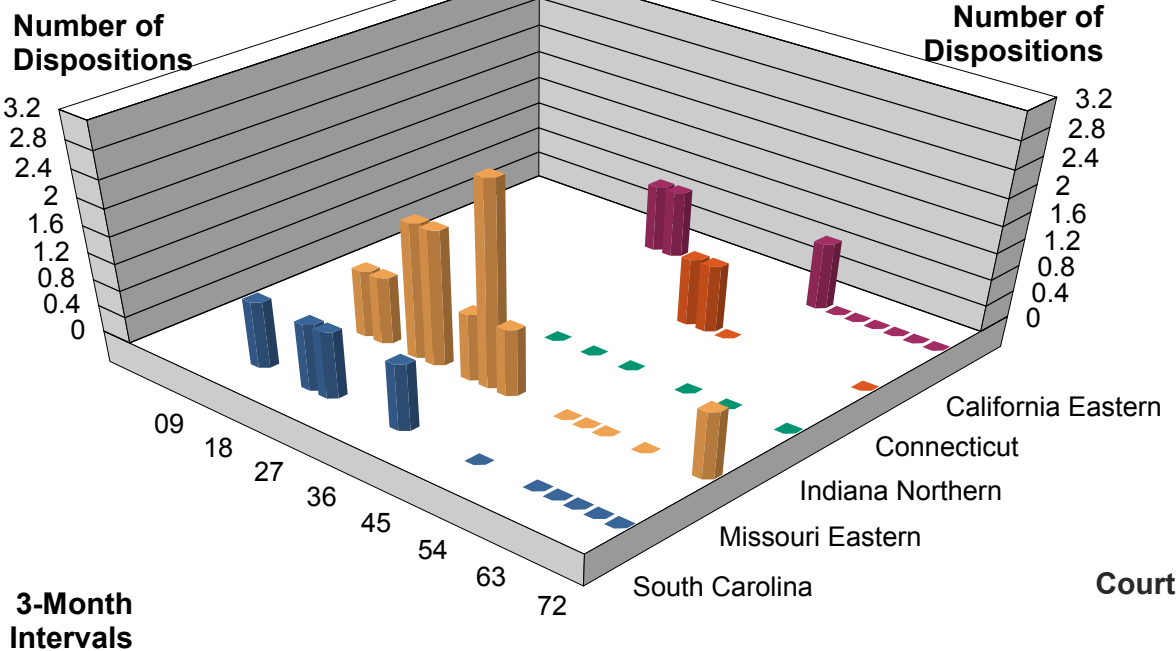 Number of
Dispositions
Number of
Dispositions
3.2
2.8
2.4
2
1.6
1.2
0.8
0.4
0
3.2
2.8
2.4
2
1.6
1.2
0.8
0.4
0
09
18
27
36
45
54
63
72
California Eastern
Connecticut
Indiana Northern
Missouri Eastern
South Carolina
Court
3-Month
Intervals